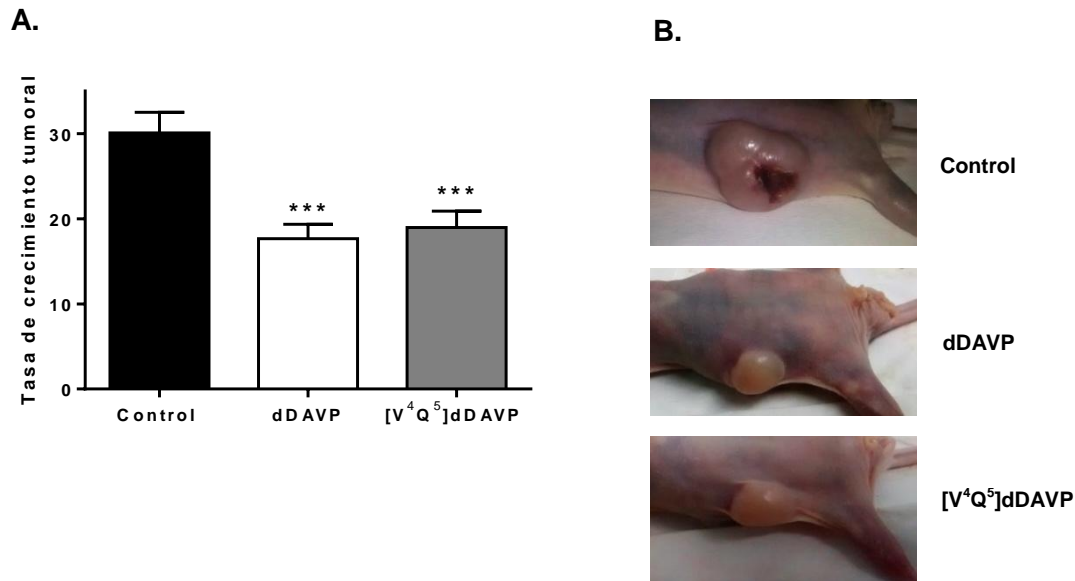 A.
Tasa de crecimiento tumoral
30
20
10
0
***
***
Control
dDAVP
[V⁴Q⁵]dDAVP
B.
Control
dDAVP
[V⁴Q⁵]dDAVP